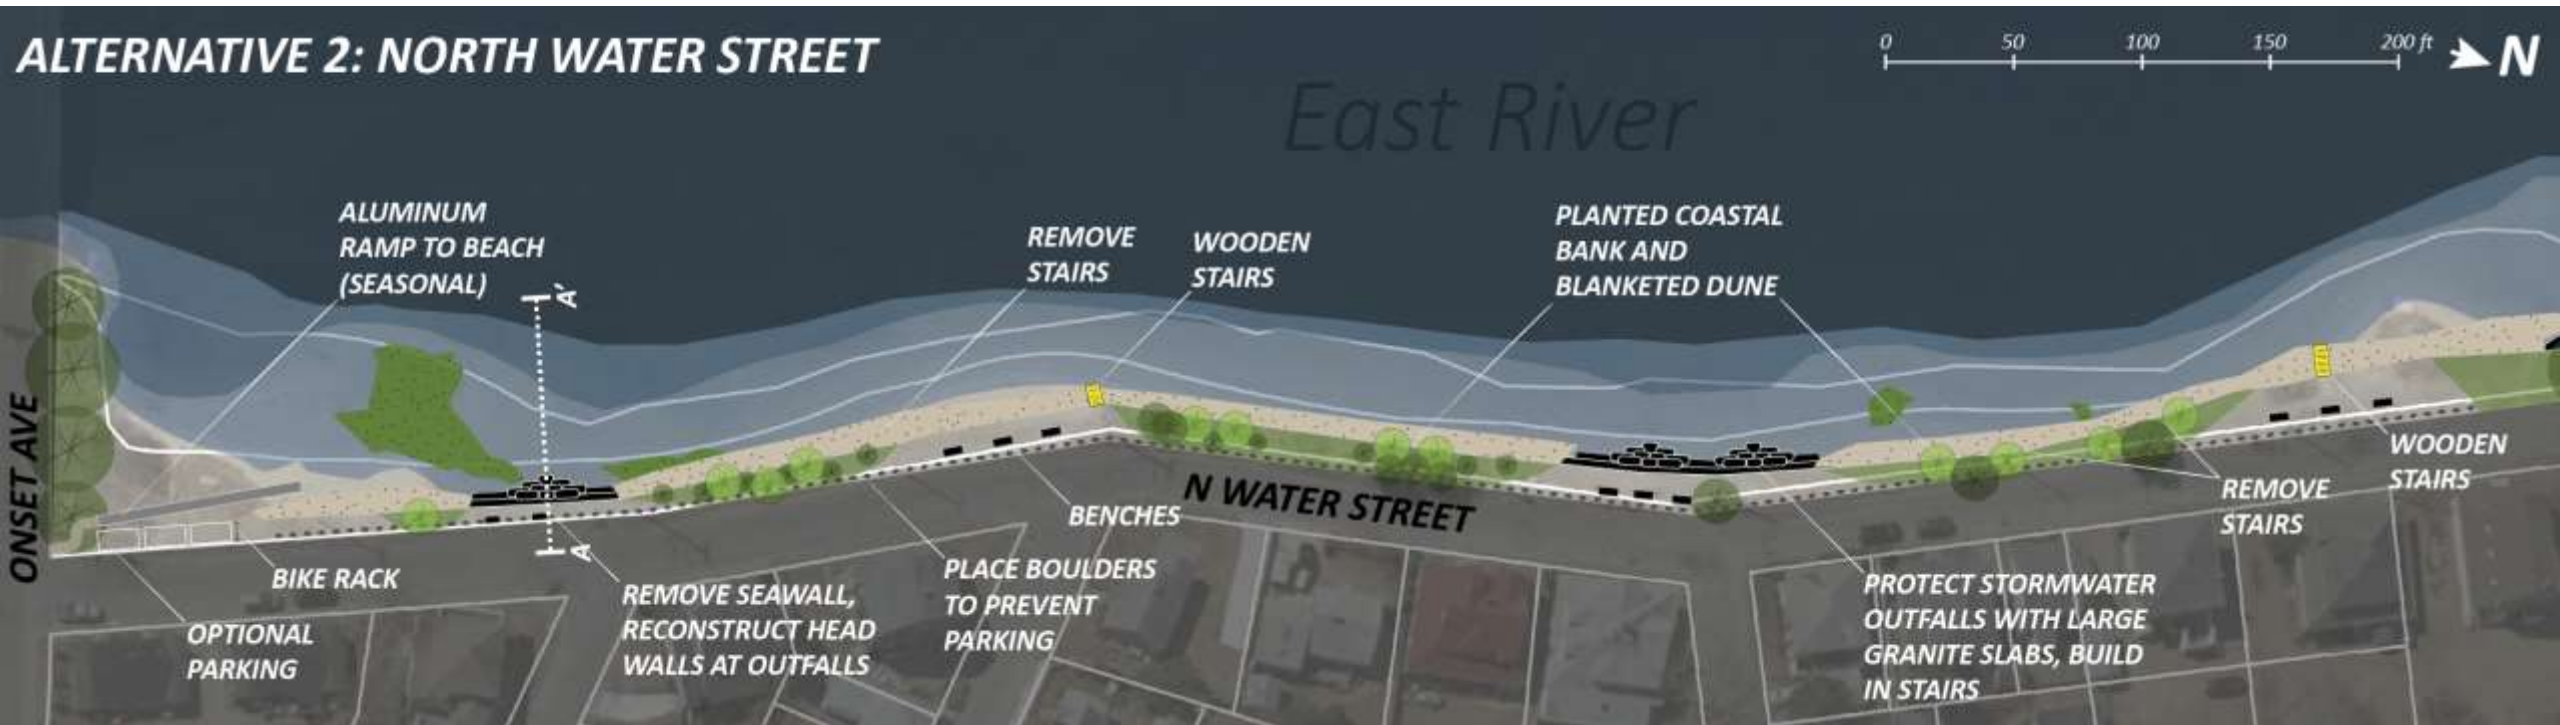 ALTERNATIVE 2: NORTH WATER STREET
0 50 100 150 200 ft N
East River
ALUMINUM
RAMP TO BEACH
(SEASONAL)
A'
REMOVE
STAIRS
WOODEN
STAIRS
PLANTED COASTAL
BANK AND
BLANKETED DUNE
ONSET AVE
A
BIKE RACK
OPTIONAL
PARKING
REMOVE SEAWALL,
RECONSTRUCT HEAD
WALLS AT OUTFALLS
PLACE BOULDERS
TO PREVENT
PARKING
BENCHES
N WATER STREET
PROTECT STORMWATER
OUTFALLS WITH LARGE
GRANITE SLABS, BUILD
IN STAIRS
REMOVE
STAIRS
WOODEN
STAIRS